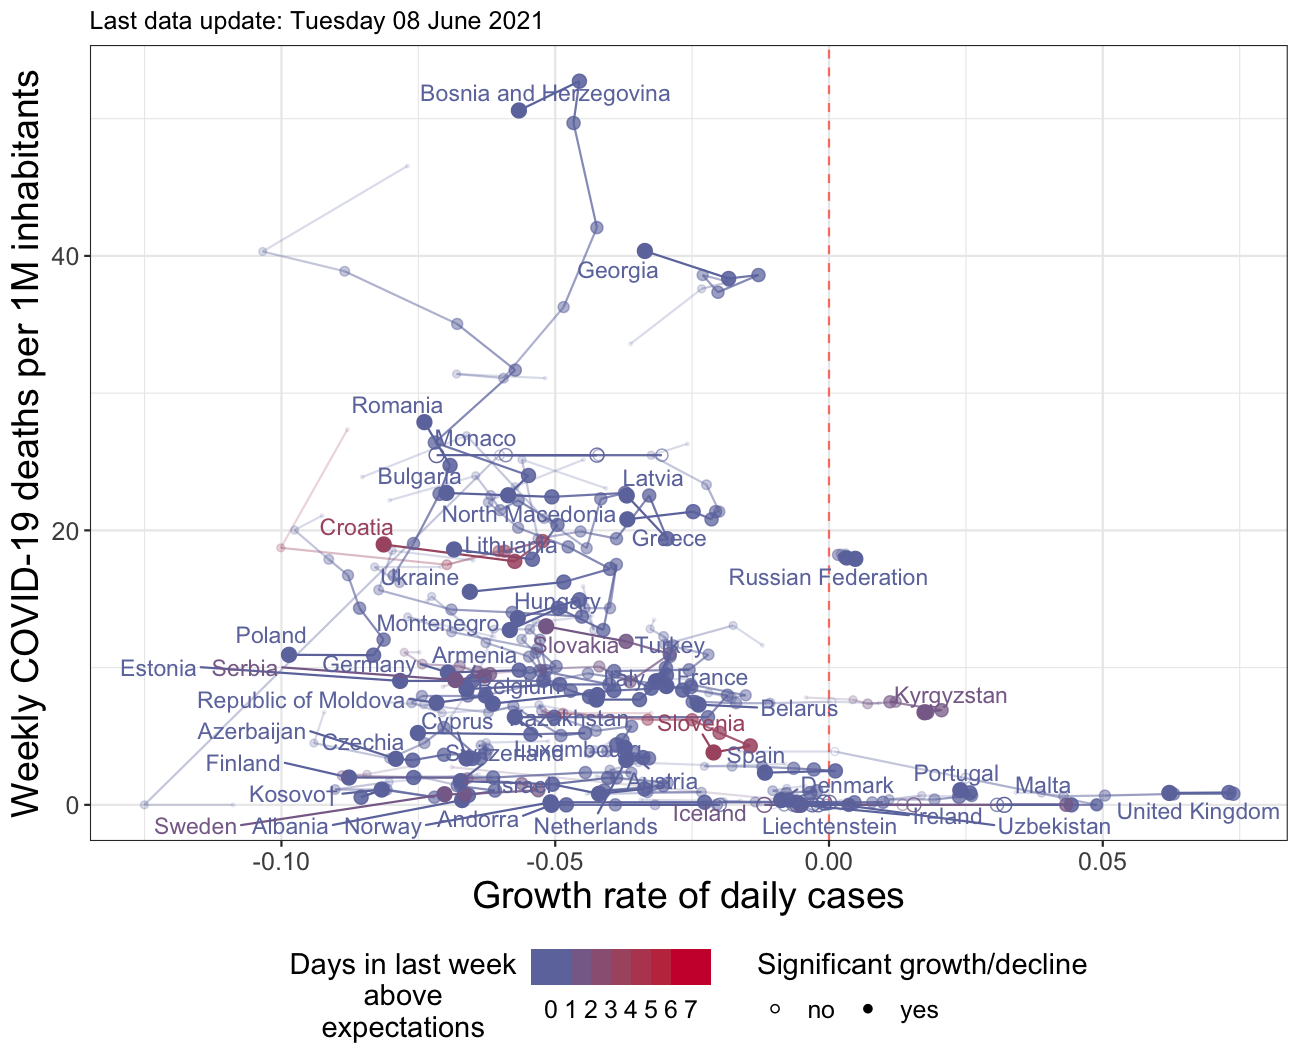 Last data update: Tuesday 08 June 2021
Weekly COVID-19 deaths per 1M inhabitants
40
20
0
Bosnia and Herzegovina
Georgia
Romania
Monaco
Bulgaria
Latvia
North Macedonia
Croatia
Lithuania
Greece
Ukraine
Russian Federation
Hungary
Montenegro
Poland
Slovakia
Turkey
Estonia
Serbia
Germany
Armenia
Italy
France
Belgium
Republic of Moldova
Kyrgyzstan
Belarus
Azerbaijan
Cyprus
Kazakhstan
Slovenia
Czechia
Switzerland
Luxembourg
Spain
Finland
Portugal
Kosovo
Israel
Austria
Denmark
Malta
Sweden
Albania
Norway
Andorra
Netherlands
Iceland
Liechtenstein
Ireland
Uzbekistan
United Kingdom
-0.10
-0.05
0.00
0.05
Growth rate of daily cases
Days in last week
above
expectations
0 1 2 3 4 5 6 7
Significant growth/decline
no
yes